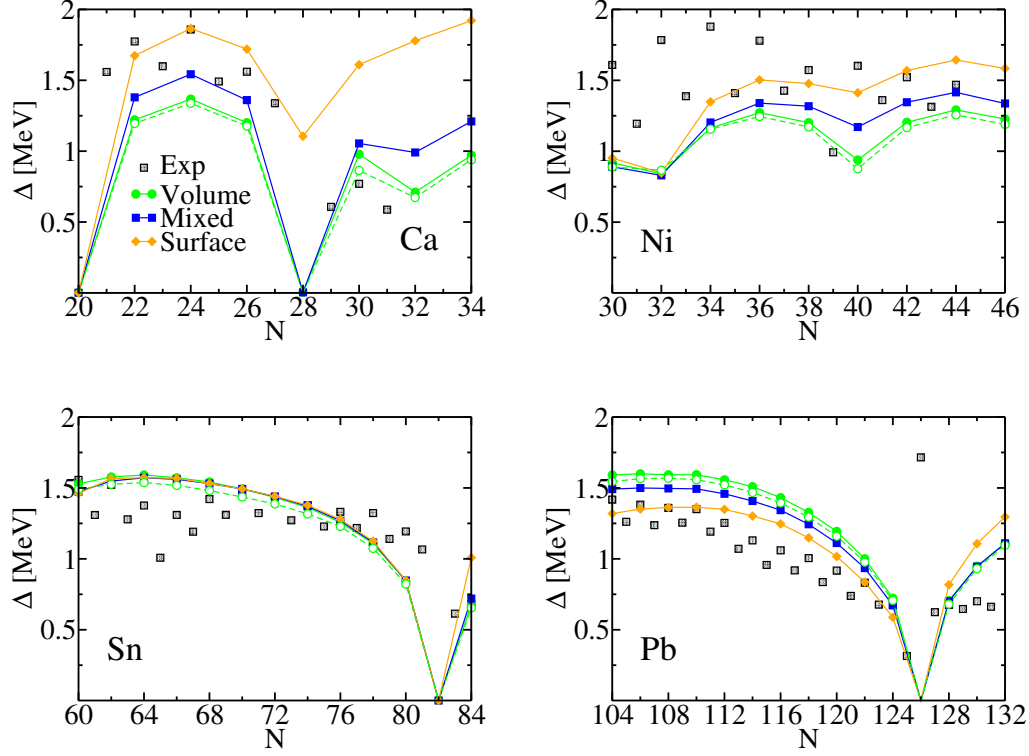 2
1.5
1
0.5
0
Δ [MeV]
Exp
Volume
Mixed
Surface
Ca
20 22 24 26 28 30 32 34
N
2
1.5
1
0.5
0
Δ [MeV]
Ni
30 32 34 36 38 40 42 44 46
N
2
1.5
1
0.5
Δ [MeV]
Sn
60 64 68 72 76 80 84
N
2
1.5
1
0.5
Δ [MeV]
Pb
104 108 112 116 120 124 128 132
N